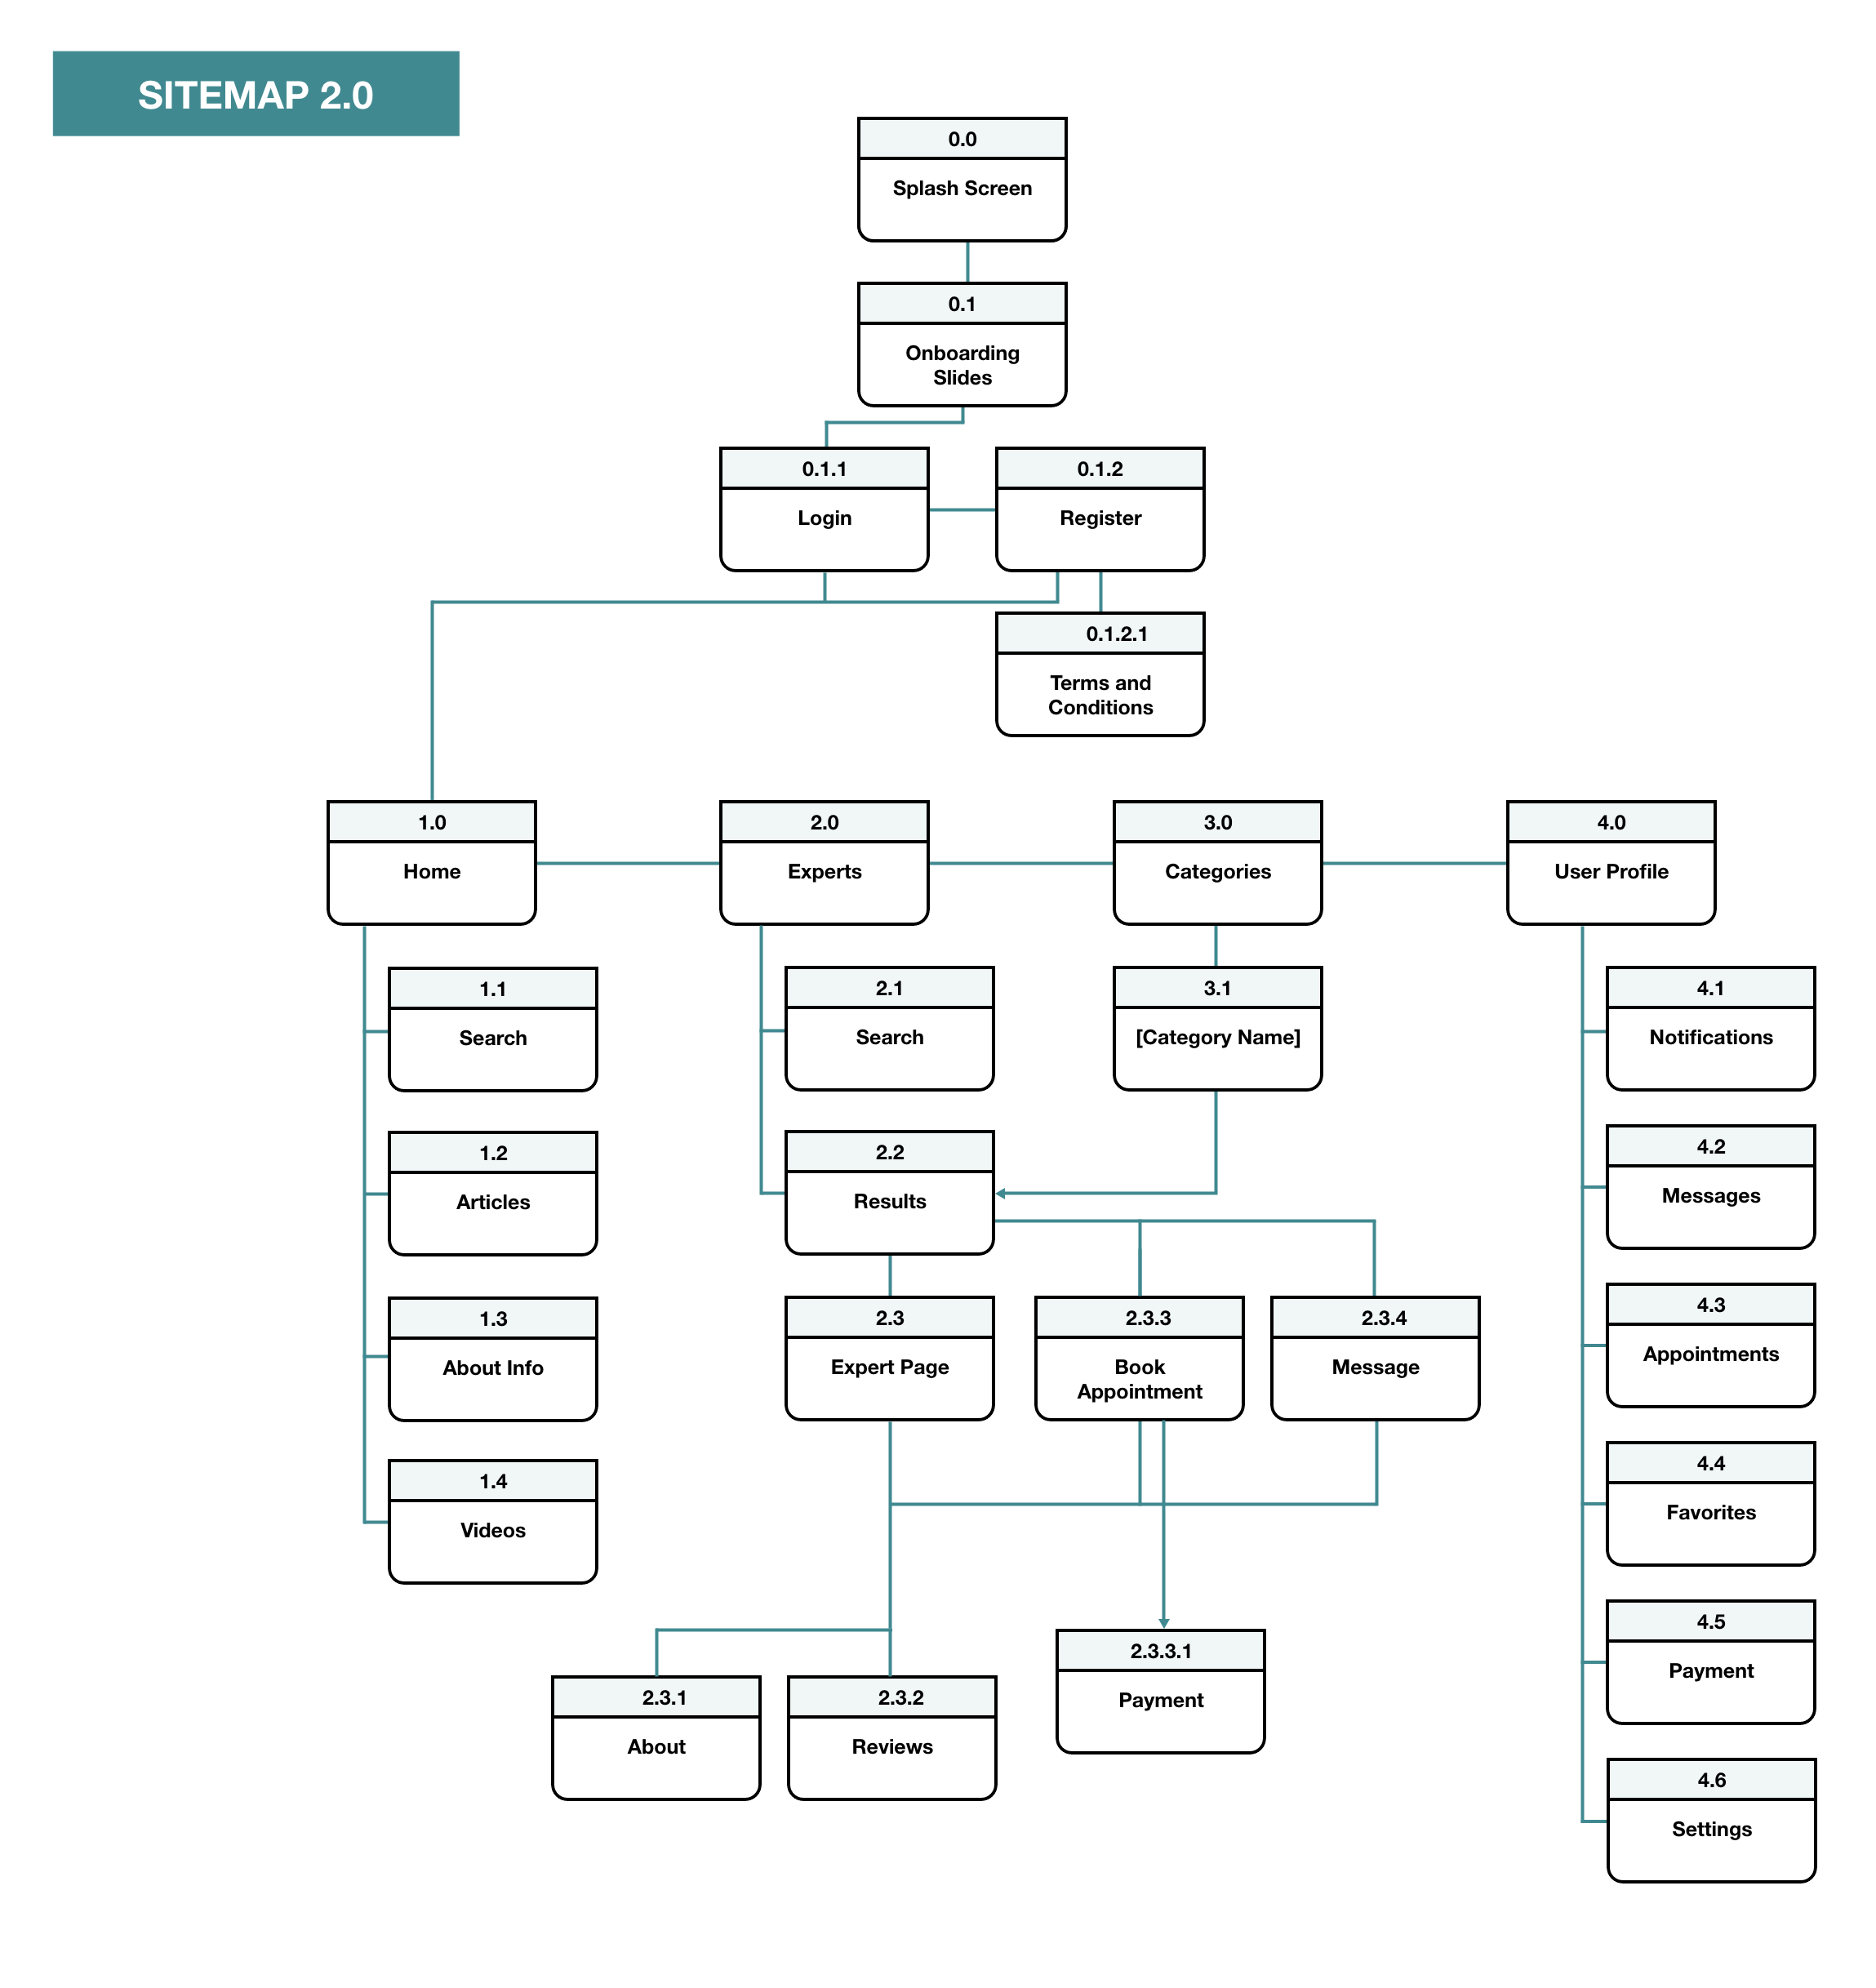 SITEMAP 2.0
0.0
Splash Screen
0.1
Onboarding
Slides
0.1.1
Login
0.1.2
Register
0.1.2.1
Terms and
Conditions
1.0
Home
2.0
Experts
3.0
Categories
4.0
User Profile
1.1
Search
1.2
Articles
1.3
About Info
1.4
Videos
2.1
Search
2.2
Results
2.3
Expert Page
2.3.1
About
2.3.2
Reviews
3.1
[Category Name]
2.3.3
Book
Appointment
2.3.4
Message
2.3.3.1
Payment
4.1
Notifications
4.2
Messages
4.3
Appointments
4.4
Favorites
4.5
Payment
4.6
Settings